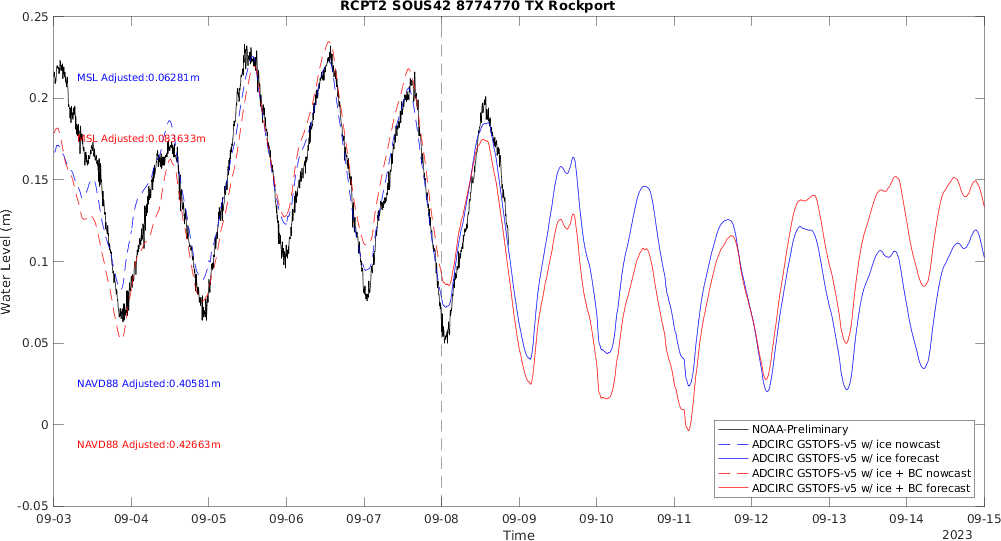 RCPT2 SOUS42 8774770 TX Rockport
0.25
0.2
0.15
0.1
0.05
0
-0.05
Water Level (m)
MSL Adjusted:0.06281m
MSL Adjusted:0.083633m
NAVD88 Adjusted:0.40581m
NAVD88 Adjusted:0.42663m
NOAA-Preliminary
ADCIRC GSTOFS-v5 w/ ice nowcast
ADCIRC GSTOFS-v5 w/ ice forecast
ADCIRC GSTOFS-v5 w/ ice + BC nowcast
ADCIRC GSTOFS-v5 w/ ice + BC forecast
09-03 09-04 09-05 09-06 09-07 09-08 09-09 09-10 09-11 09-12 09-13 09-14 09-15
Time
2023